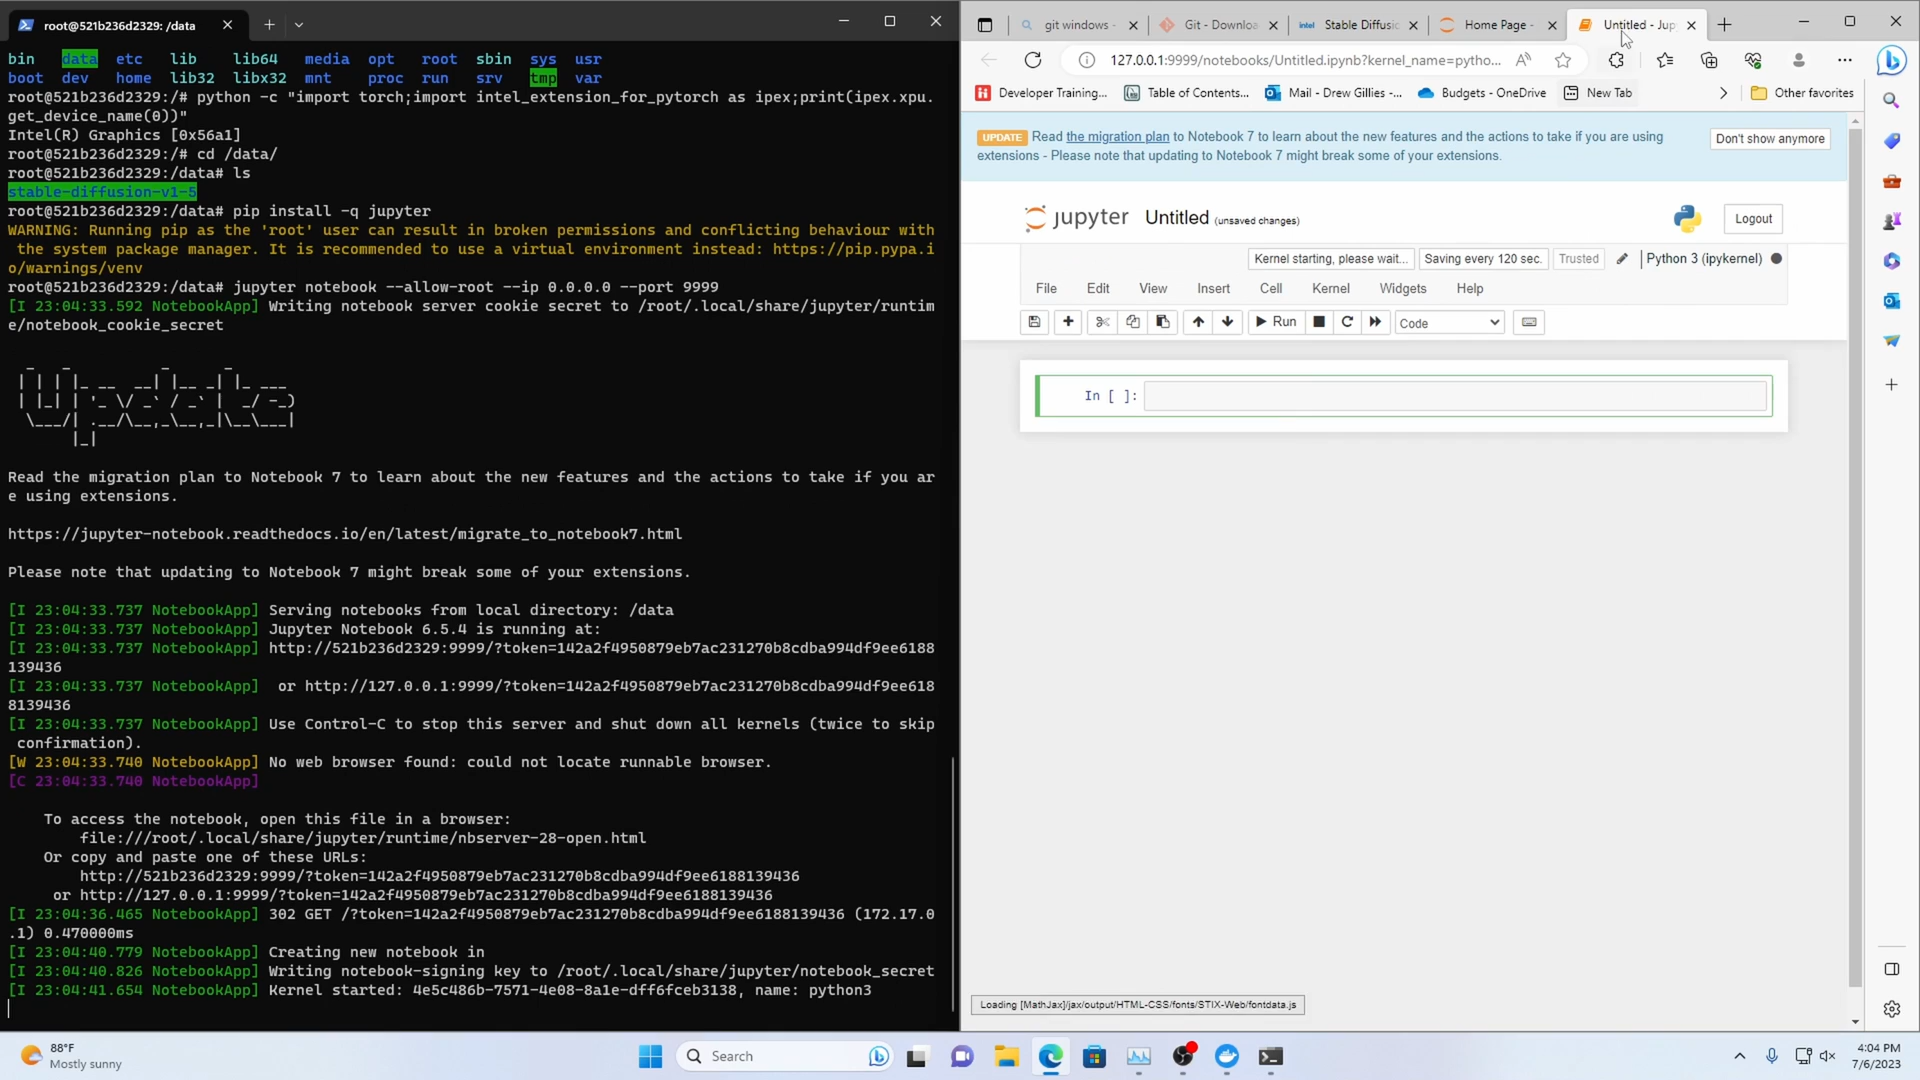 root@521b236d2329: /data
bin data etc lib lib64 media opt root sbin sys usr
boot dev home lib32 libx32 mnt proc run srv tmp var
root@521b236d2329:/# python -c "import torch;import intel_extension_for_pytorch as ipex;print(ipex.xpu.
get_device_name(0))"
Intel(R) Graphics [0x56a1]
root@521b236d2329:/# cd /data/
root@521b236d2329:/data# ls
stable-diffusion-v1-5
root@521b236d2329:/data# pip install -q jupyter
WARNING: Running pip as the 'root' user can result in broken permissions and conflicting behaviour with
the system package manager. It is recommended to use a virtual environment instead: https://pip.pypa.i
o/warnings/venv
root@521b236d2329:/data# jupyter notebook --allow-root --ip 0.0.0.0 --port 9999
[I 23:04:33.592 NotebookApp] Writing notebook server cookie secret to /root/.local/share/jupyter/runtim
e/notebook_cookie_secret
Update
Read the migration plan to Notebook 7 to learn about the new features and the actions to take if you ar
e using extensions.
https://jupyter-notebook.readthedocs.io/en/latest/migrate_to_notebook7.html
Please note that updating to Notebook 7 might break some of your extensions.
[I 23:04:33.737 NotebookApp] Serving notebooks from local directory: /data
[I 23:04:33.737 NotebookApp] Jupyter Notebook 6.5.4 is running at:
[I 23:04:33.737 NotebookApp] http://521b236d2329:9999/?token=142a2f4950879eb7ac231270b8cdba994df9ee6188
139436
[I 23:04:33.737 NotebookApp]  or http://127.0.0.1:9999/?token=142a2f4950879eb7ac231270b8cdba994df9ee618
8139436
[I 23:04:33.737 NotebookApp] Use Control-C to stop this server and shut down all kernels (twice to skip
confirmation).
[W 23:04:33.740 NotebookApp] No web browser found: could not locate runnable browser.
[C 23:04:33.740 NotebookApp]
To access the notebook, open this file in a browser:
file:///root/.local/share/jupyter/runtime/nbserver-28-open.html
Or copy and paste one of these URLs:
http://521b236d2329:9999/?token=142a2f4950879eb7ac231270b8cdba994df9ee6188139436
or http://127.0.0.1:9999/?token=142a2f4950879eb7ac231270b8cdba994df9ee6188139436
[I 23:04:36.465 NotebookApp] 302 GET /?token=142a2f4950879eb7ac231270b8cdba994df9ee6188139436 (172.17.0
.1) 0.470000ms
[I 23:04:40.779 NotebookApp] Creating new notebook in
[I 23:04:40.826 NotebookApp] Writing notebook-signing key to /root/.local/share/jupyter/notebook_secret
[I 23:04:41.654 NotebookApp] Kernel started: 4e5c486b-7571-4e08-8a1e-dff6fceb3138, name: python3
git windows - Git - Downloa intel Stable Diffusi Home Page - Untitled - Jup
127.0.0.1:9999/notebooks/Untitled.ipynb?kernel_name=pytho...
Developer Training... Table of Contents... Mail - Drew Gillies -... Budgets - OneDrive New Tab Other favorites
UPDATE Read the migration plan to Notebook 7 to learn about the new features and the actions to take if you are using
extensions - Please note that updating to Notebook 7 might break some of your extensions.
Don't show anymore
jupyter Untitled (unsaved changes)
Logout
Kernel starting, please wait... Saving every 120 sec. Trusted Python 3 (ipykernel)
File Edit View Insert Cell Kernel Widgets Help
Run Code
In [ ]:
Loading [MathJax]/jax/output/HTML-CSS/fonts/STIX-Web/fontdata.js
88°F
Mostly sunny
Search
4:04 PM
7/6/2023